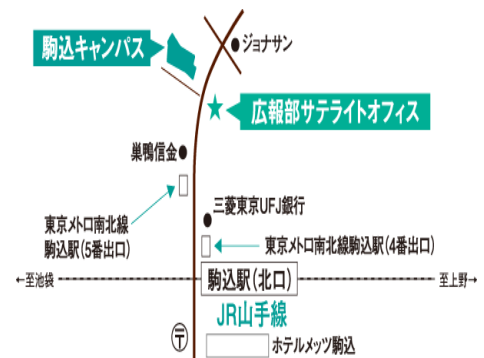 ジョナサン
駒込キャンパス
広報部サテライトオフィス
巣鴨信金
三菱東京UFJ銀行
東京メトロ南北線
駒込駅(5番出口)
東京メトロ南北線駒込駅(4番出口)
←至池袋
駒込駅(北口)
至上野→
JR山手線
〒
ホテルメッツ駒込